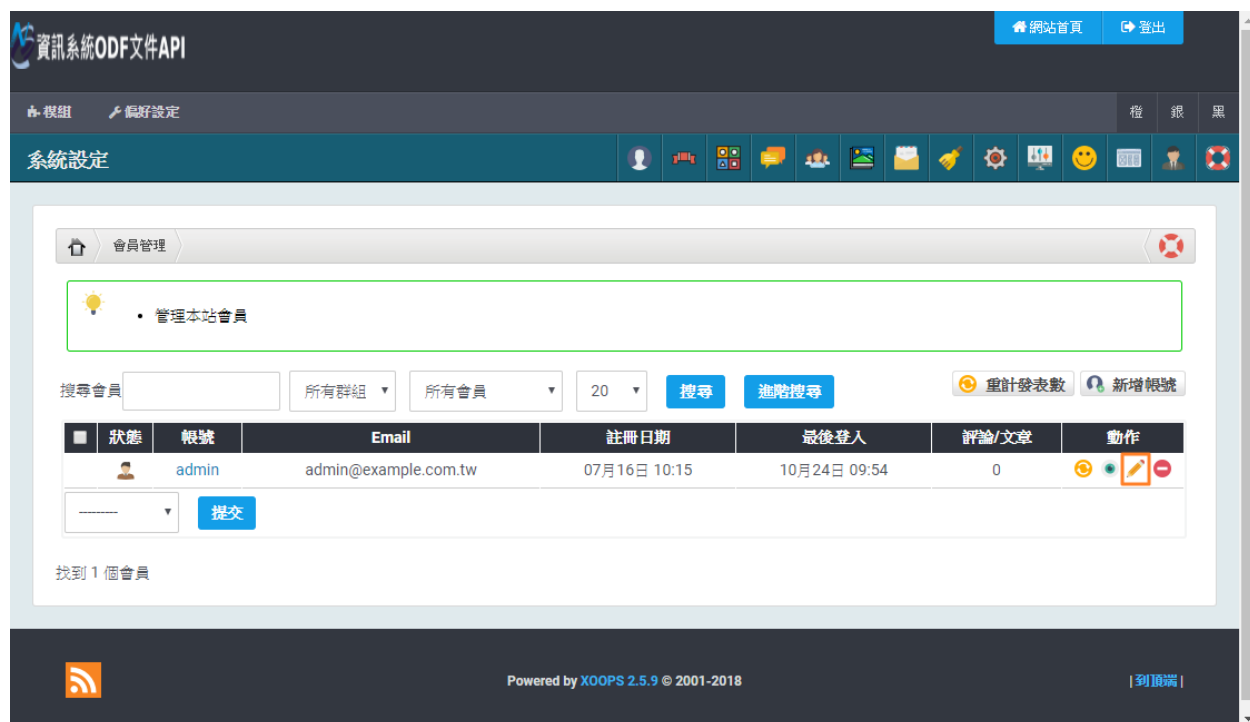 網站首頁 登出
資訊系統ODF文件API
模組 偏好設定 橙 銀 黑
系統設定
會員管理
• 管理本站會員
搜尋會員 所有群組 所有會員 20 搜尋 進階搜尋 重計發表數 新增帳號
狀態 帳號 Email 註冊日期 最後登入 評論/文章 動作
admin admin@example.com.tw 07月16日 10:15 10月24日 09:54 0
--------- 提交
找到 1 個會員
Powered by XOOPS 2.5.9 © 2001-2018 |到頂端|